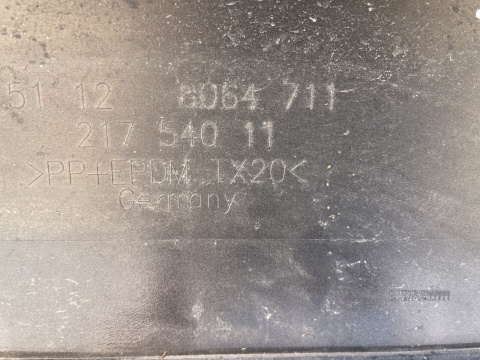 51 12 8064 711
217 540 11
>PP+EPDM TX20<
Germany